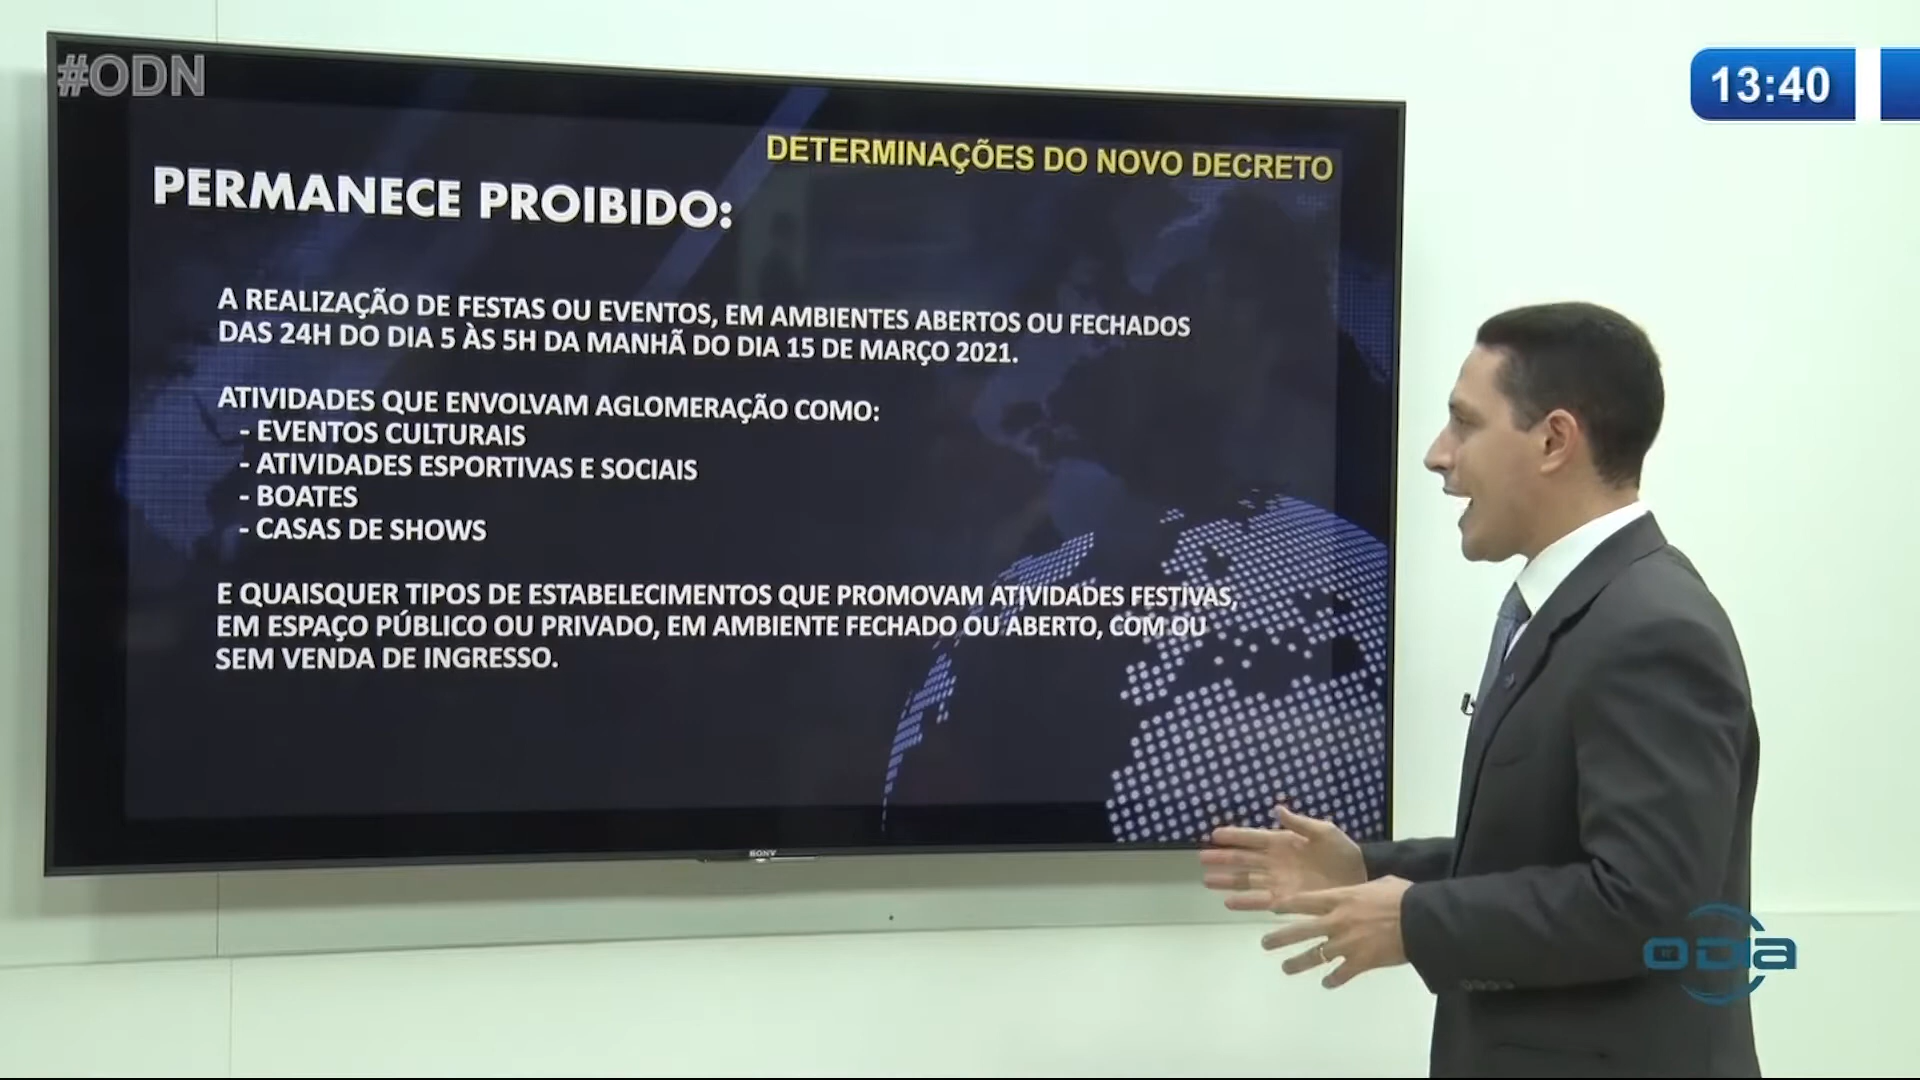 #ODN
13:40
DETERMINAÇÕES DO NOVO DECRETO
PERMANECE PROIBIDO:
A REALIZAÇÃO DE FESTAS OU EVENTOS, EM AMBIENTES ABERTOS OU FECHADOS
DAS 24H DO DIA 5 ÀS 5H DA MANHÃ DO DIA 15 DE MARÇO 2021.
ATIVIDADES QUE ENVOLVAM AGLOMERAÇÃO COMO:
- EVENTOS CULTURAIS
- ATIVIDADES ESPORTIVAS E SOCIAIS
- BOATES
- CASAS DE SHOWS
E QUAISQUER TIPOS DE ESTABELECIMENTOS QUE PROMOVAM ATIVIDADES FESTIVAS,
EM ESPAÇO PÚBLICO OU PRIVADO, EM AMBIENTE FECHADO OU ABERTO, COM OU
SEM VENDA DE INGRESSO.
SONY
O DIA